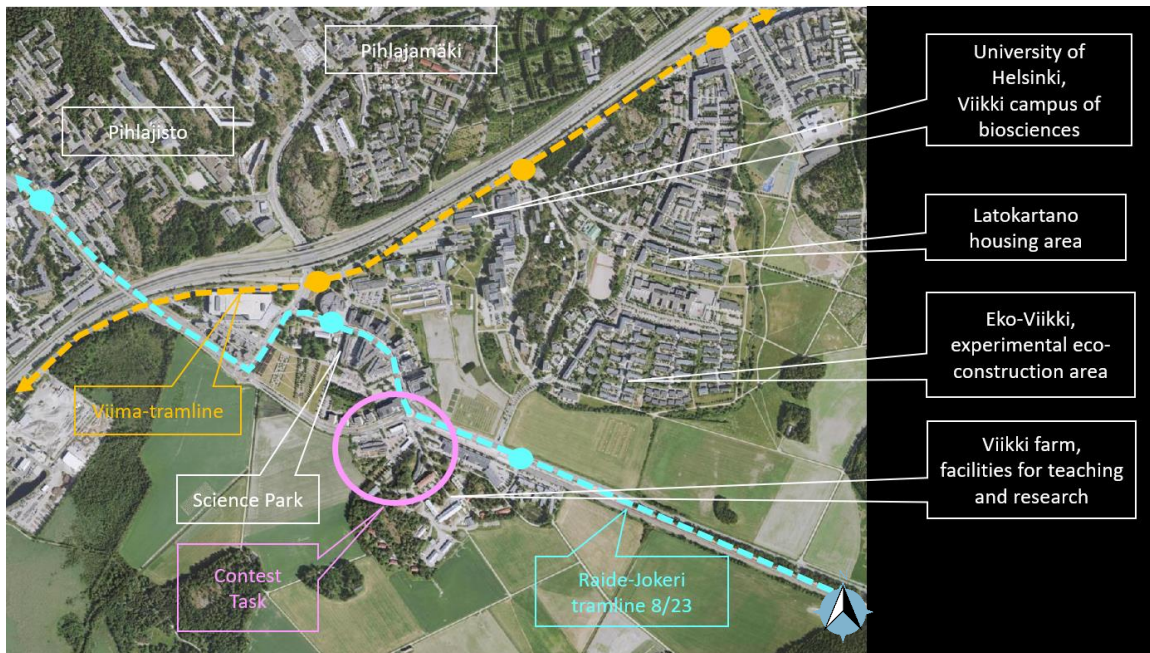 Pihlajamäki
Pihlajisto
University of
Helsinki,
Viikki campus of
biosciences
Latokartano
housing area
Eko-Viikki,
experimental eco-
construction area
Viima-tramline
Viikki farm,
facilities for teaching
and research
Science Park
Contest
Task
Raide-Jokeri
tramline 8/23